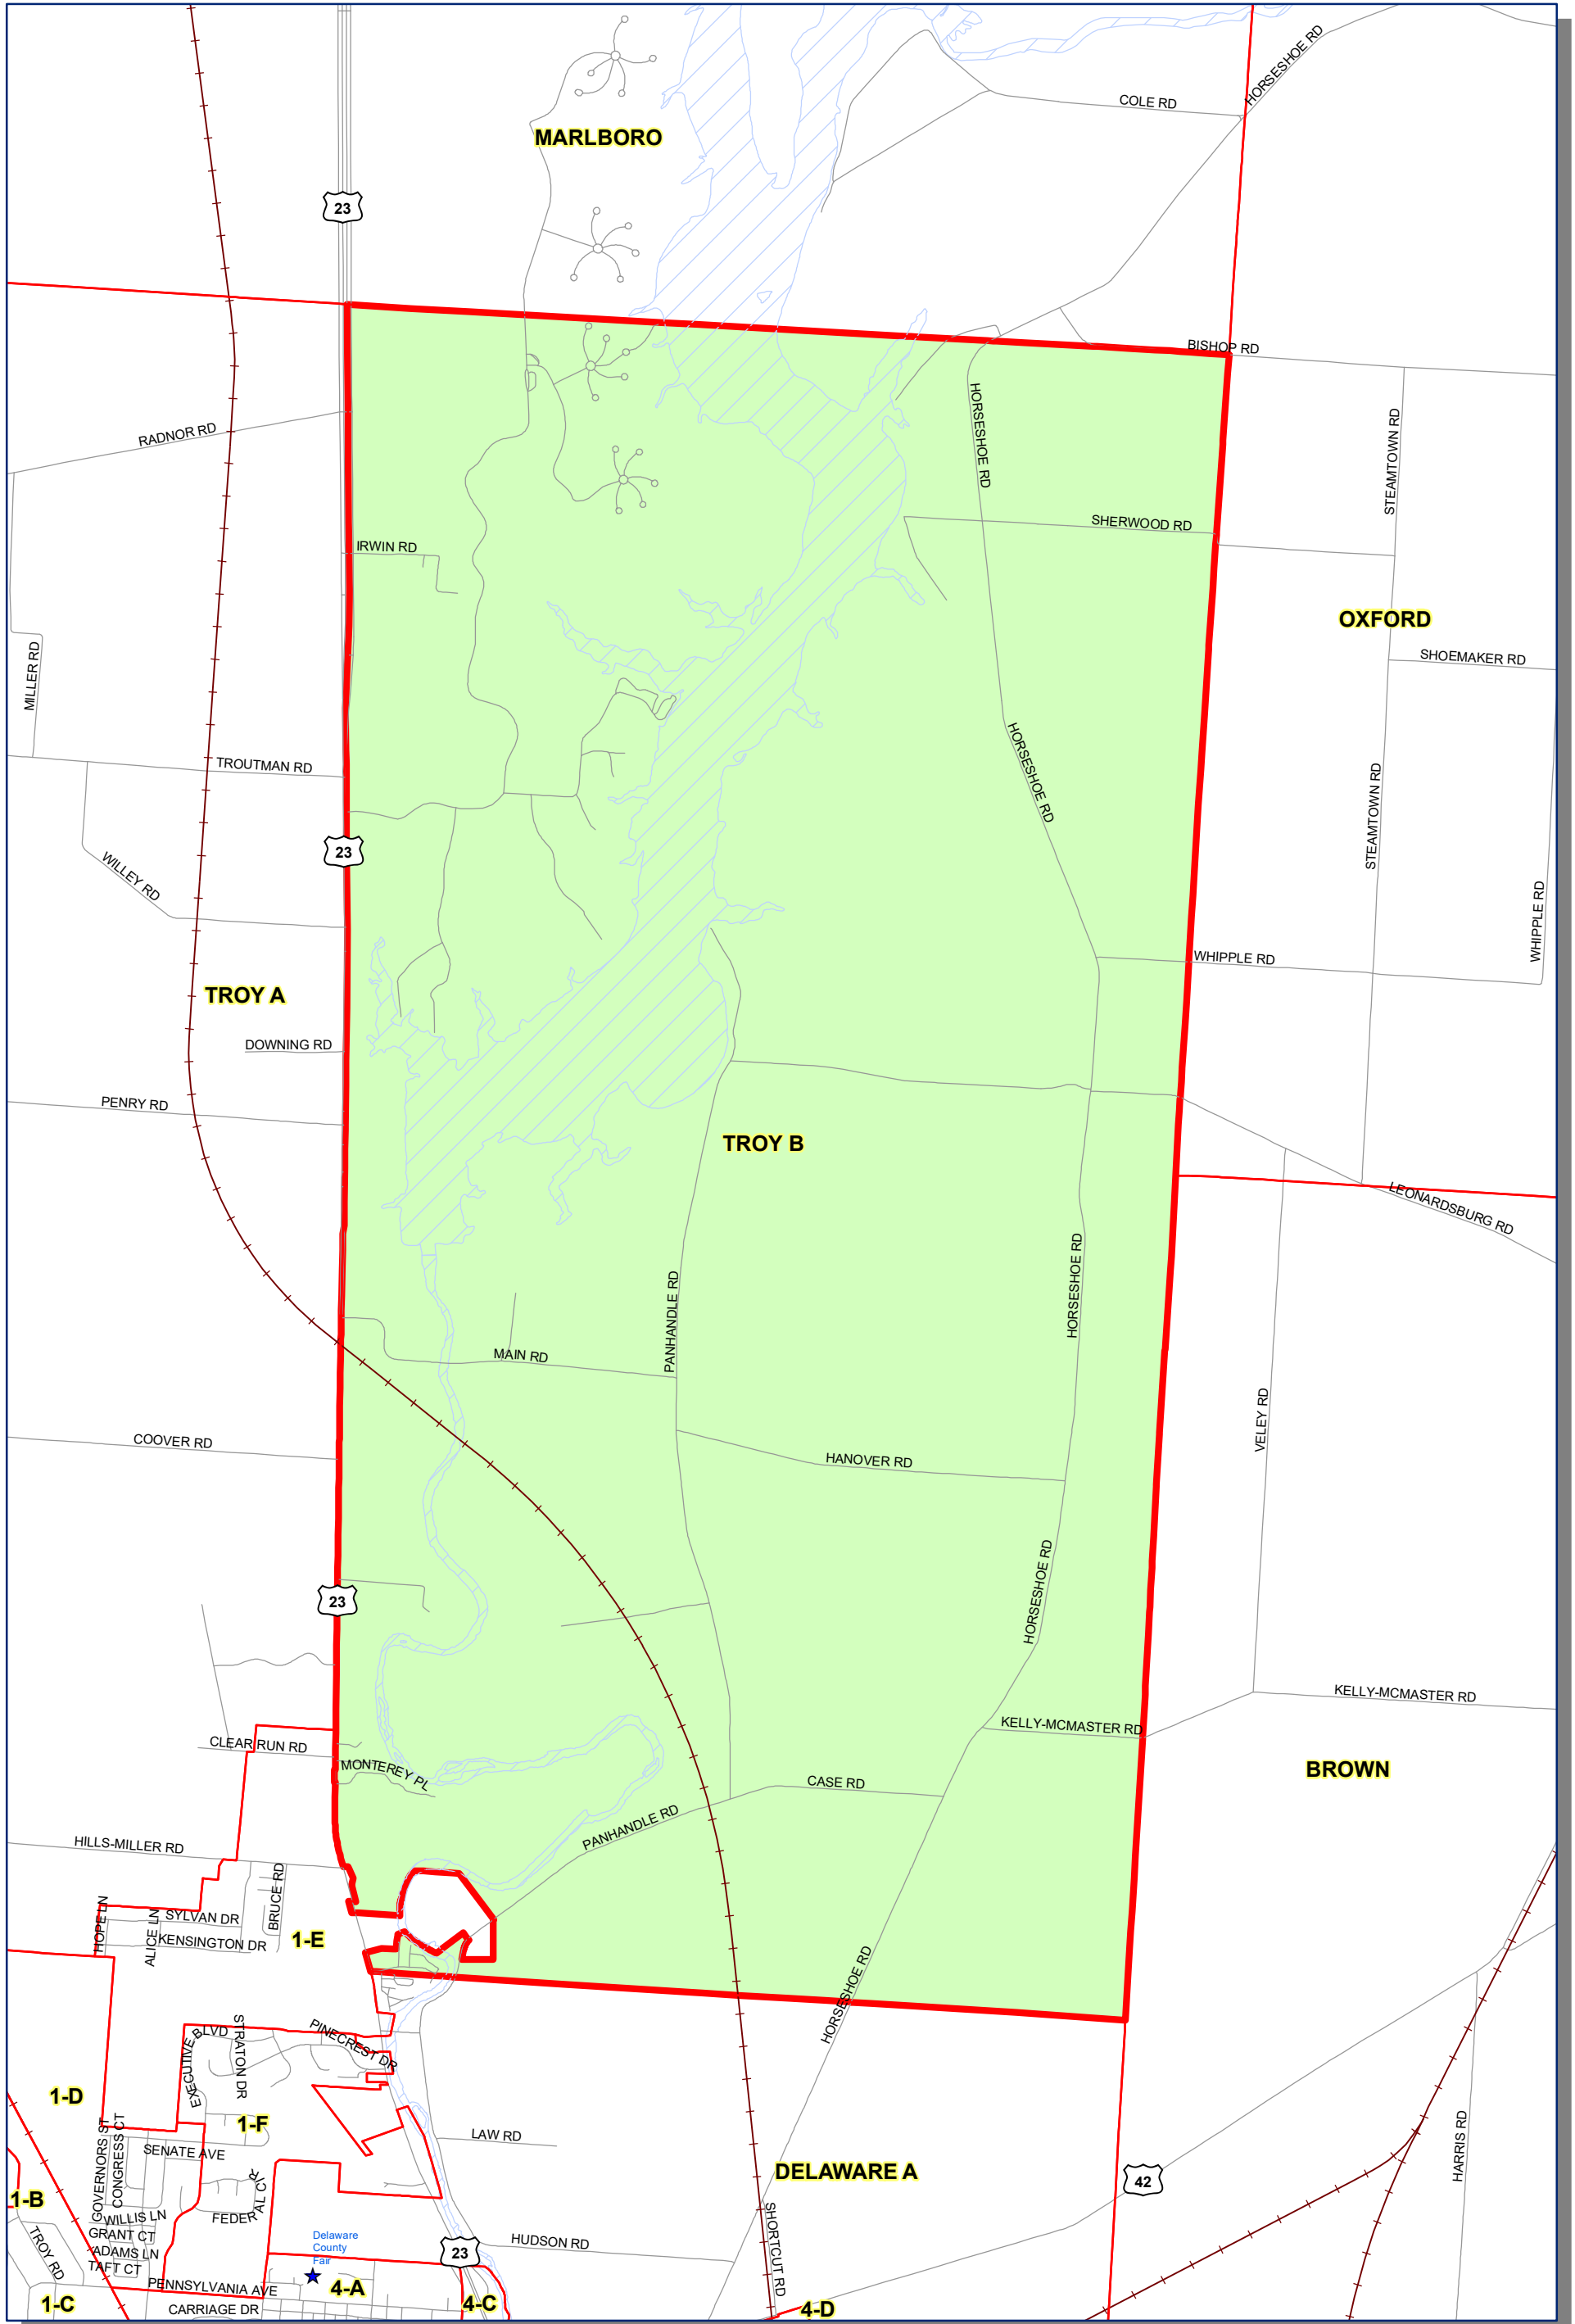 HORSESHOE RD
COLE RD
MARLBORO
23
BISHOP RD
RADNOR RD
HORSESHOE RD
STEAMTOWN RD
SHERWOOD RD
IRWIN RD
OXFORD
MILLER RD
SHOEMAKER RD
TROUTMAN RD
HORSESHOE RD
STEAMTOWN RD
23
WILLEY RD
WHIPPLE RD
WHIPPLE RD
TROY A
DOWNING RD
PENRY RD
TROY B
LEONARDSBURG RD
PANHANDLE RD
HORSESHOE RD
MAIN RD
VELEY RD
COOVER RD
HANOVER RD
HORSESHOE RD
23
KELLY-MCMASTER RD
KELLY-MCMASTER RD
CLEAR RUN RD
MONTEREY PL
BROWN
CASE RD
PANHANDLE RD
HILLS-MILLER RD
BRUCE RD
HOPE LN
ALICE LN
SYLVAN DR
KENSINGTON DR
1-E
HORSESHOE RD
EXECUTIVE BLVD
STRATON DR
PINECREST DR
1-D
1-F
GOVERNORS ST
CONGRESS CT
SENATE AVE
LAW RD
HARRIS RD
DELAWARE A
42
1-B
FEDERAL CIR
WILLIS LN
GRANT CT
ADAMS LN
TAFT CT
TROY RD
Delaware
County
Fair
23
HUDSON RD
SHORTCUT RD
PENNSYLVANIA AVE
4-A
1-C
CARRIAGE DR
4-C
4-D